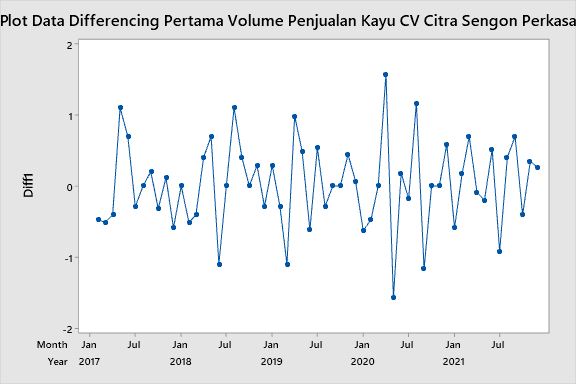 Plot Data Differencing Pertama Volume Penjualan Kayu CV Citra Sengon Perkasa
2
1
0
-1
-2
Diff1
Month Jan Jul Jan Jul Jan Jul Jan Jul Jan Jul
Year 2017 2018 2019 2020 2021